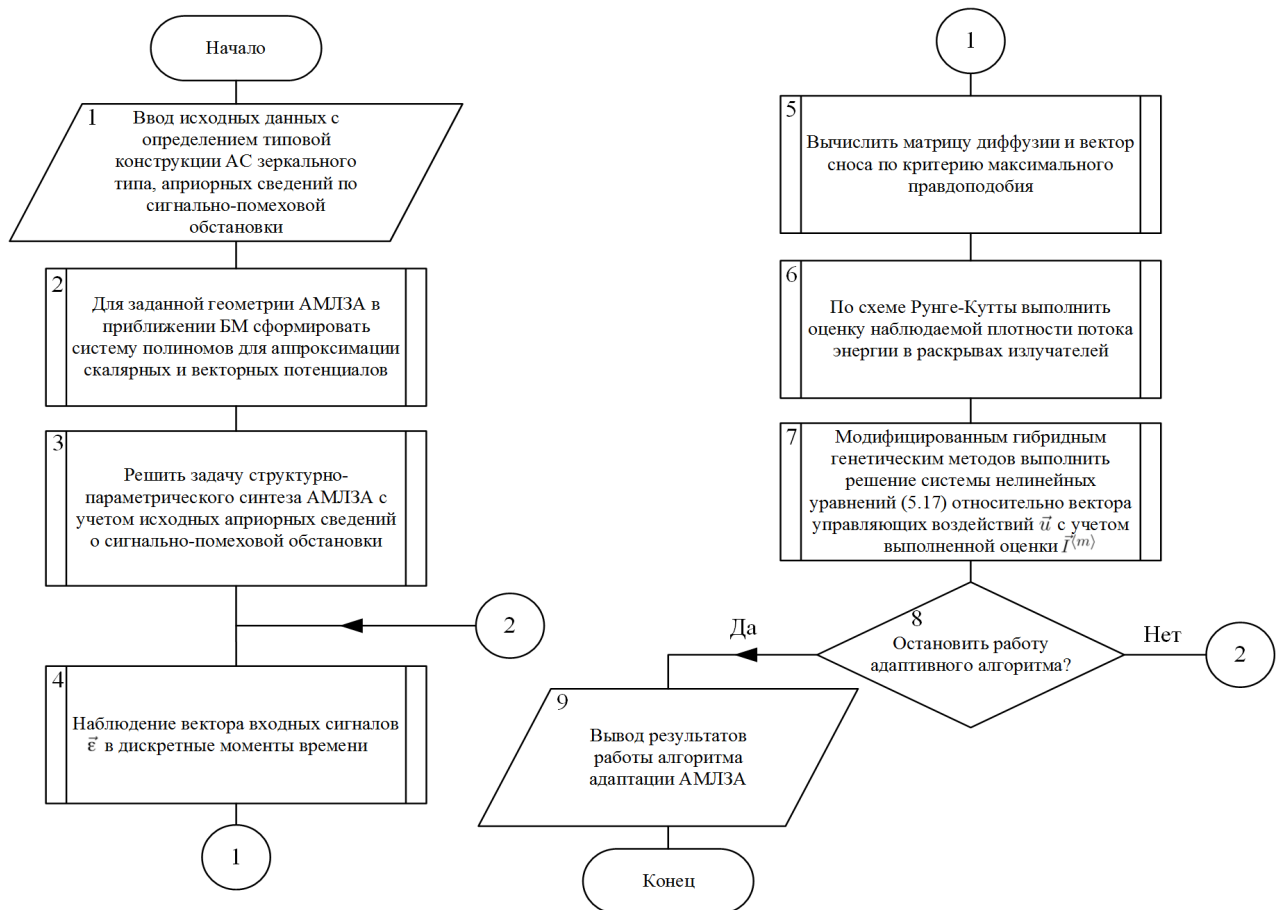 Начало
1
Ввод исходных данных с
определением типовой
конструкции АС зеркального
типа, априорных сведений по
сигнально-помеховой
обстановки
2
Для заданной геометрии АМЛЗА в
приближении БМ сформировать
систему полиномов для аппроксимации
скалярных и векторных потенциалов
3
Решить задачу структурно-
параметрического синтеза АМЛЗА с
учетом исходных априорных сведений
о сигнально-помеховой обстановки
2
4
Наблюдение вектора входных сигналов
$\vec{\varepsilon}$ в дискретные моменты времени
1
1
5
Вычислить матрицу диффузии и вектор
сноса по критерию максимального
правдоподобия
6
По схеме Рунге-Кутты выполнить
оценку наблюдаемой плотности потока
энергии в раскрывах излучателей
7
Модифицированным гибридным
генетическим методов выполнить
решение системы нелинейных
уравнений (5.17) относительно вектора
управляющих воздействий $\vec{u}$ с учетом
выполненной оценки $\vec{I}^{\langle m \rangle}$
8
Остановить работу
адаптивного алгоритма?
Да
Нет
2
9
Вывод результатов
работы алгоритма
адаптации АМЛЗА
Конец